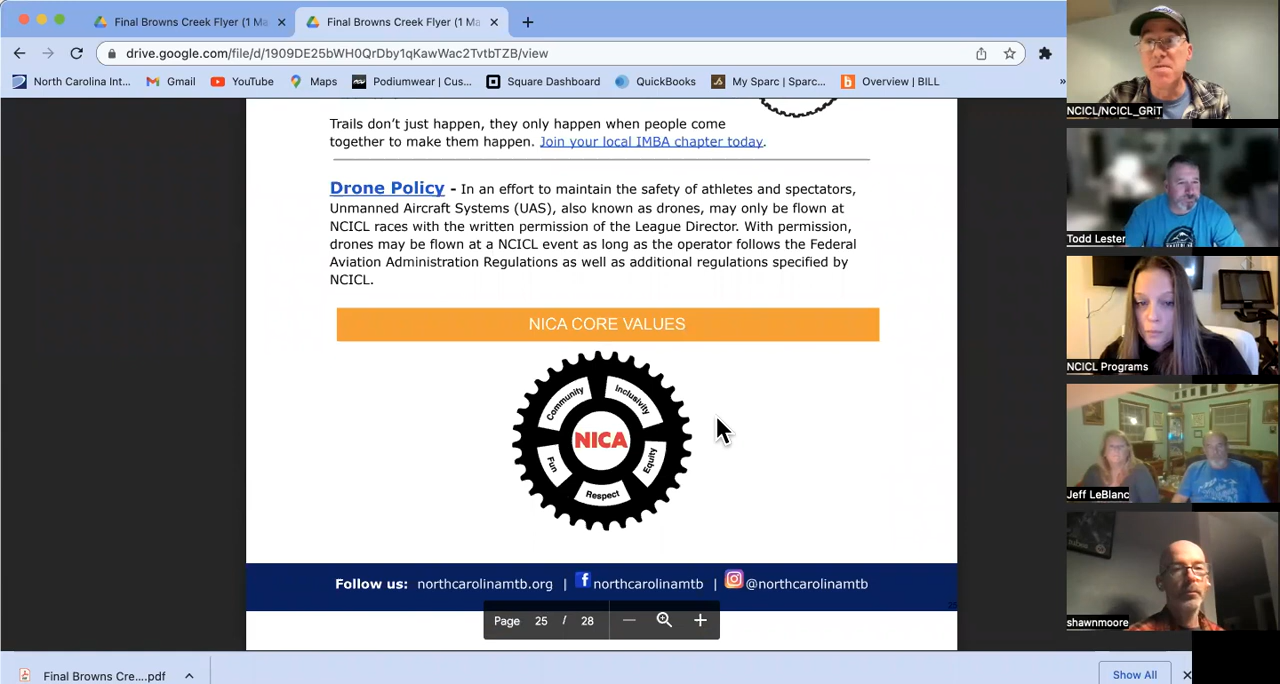 Final Browns Creek Flyer (1 Ma
Final Browns Creek Flyer (1 Ma
drive.google.com/file/d/1909DE25bWH0QrDby1qKawWac2TvtbTZB/view
North Carolina Int...
Gmail
YouTube
Maps
Podiumwear | Cus...
Square Dashboard
QuickBooks
My Sparc | Sparc...
Overview | BILL
»
Trails don't just happen, they only happen when people come
together to make them happen. Join your local IMBA chapter today.
Drone Policy - In an effort to maintain the safety of athletes and spectators,
Unmanned Aircraft Systems (UAS), also known as drones, may only be flown at
NCICL races with the written permission of the League Director. With permission,
drones may be flown at a NCICL event as long as the operator follows the Federal
Aviation Administration Regulations as well as additional regulations specified by
NCICL.
NICA CORE VALUES
Community
Inclusivity
NICA
Fun
Equity
Respect
Follow us: northcarolinamtb.org | northcarolinamtb | @northcarolinamtb
Page 25 / 28
Final Browns Cre....pdf
Show All
NCICL/NCICL_GRiT
Todd Lester
NCICL Programs
Jeff LeBlanc
shawnmoore